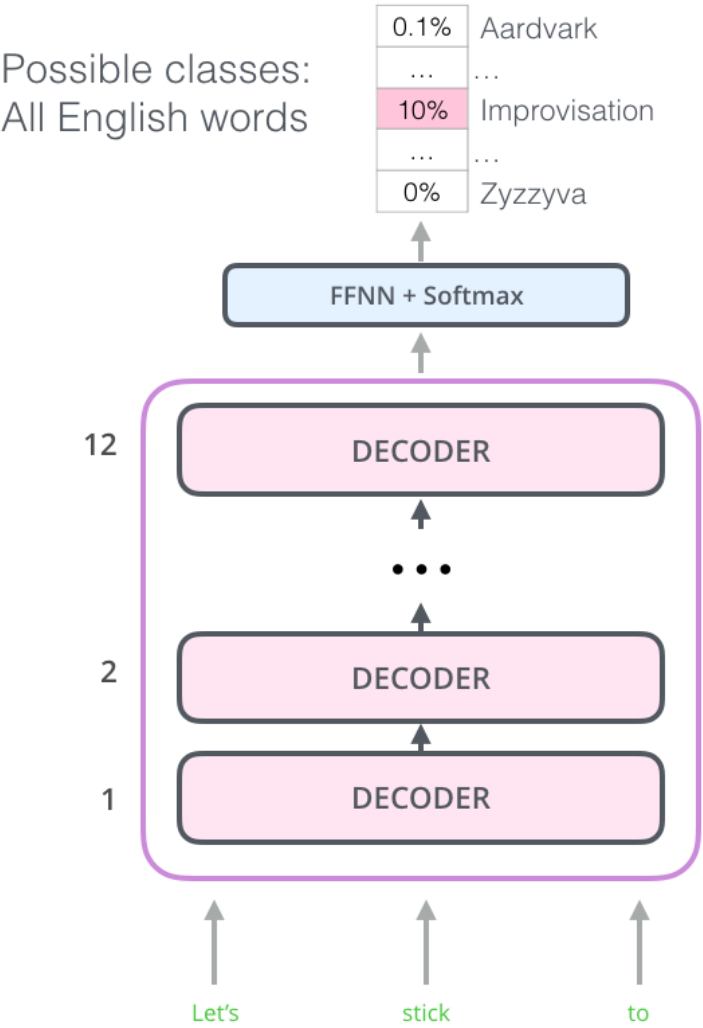 0.1% Aardvark
... ...
Possible classes:
10% Improvisation
All English words
... ...
0% Zyzzyva
FFNN + Softmax
12 DECODER
...
2 DECODER
1 DECODER
Let's stick to